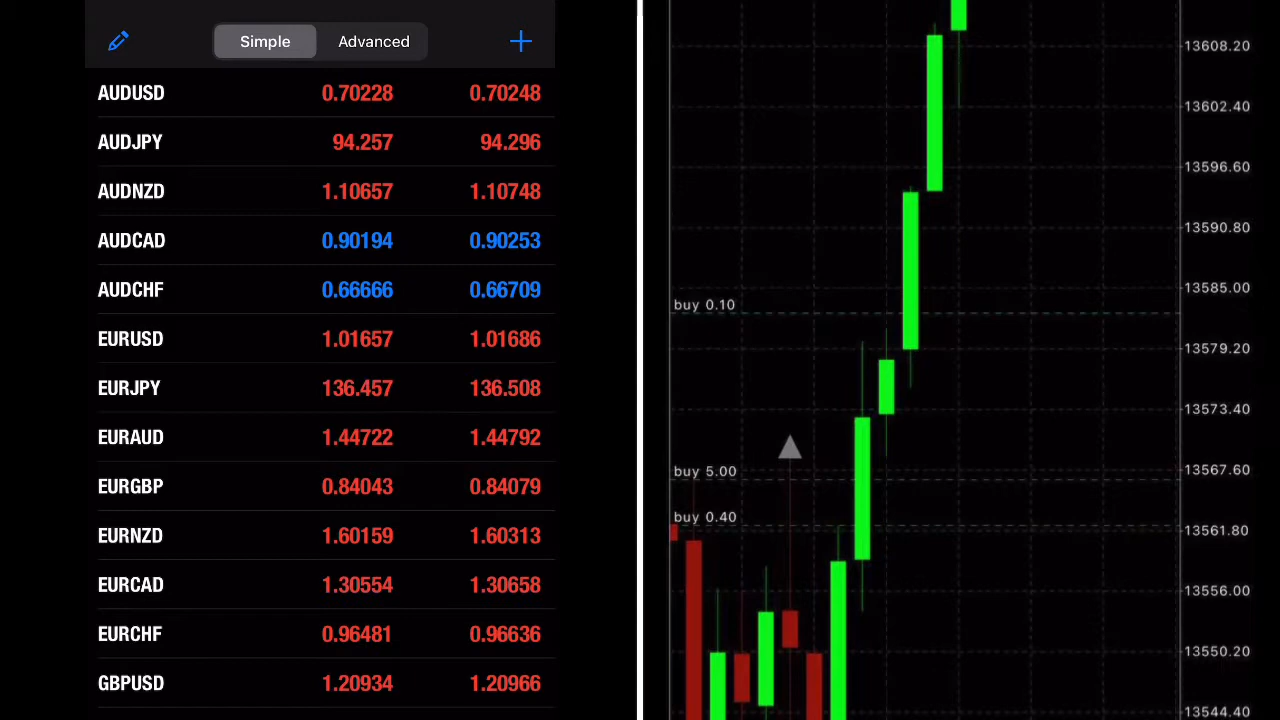 Simple Advanced
AUDUSD 0.70228 0.70248
AUDJPY 94.257 94.296
AUDNZD 1.10657 1.10748
AUDCAD 0.90194 0.90253
AUDCHF 0.66666 0.66709
EURUSD 1.01657 1.01686
EURJPY 136.457 136.508
EURAUD 1.44722 1.44792
EURGBP 0.84043 0.84079
EURNZD 1.60159 1.60313
EURCAD 1.30554 1.30658
EURCHF 0.96481 0.96636
GBPUSD 1.20934 1.20966
13608.20
13602.40
13596.60
13590.80
13585.00
buy 0.10
13579.20
13573.40
13567.60
buy 5.00
buy 0.40
13561.80
13556.00
13550.20
13544.40